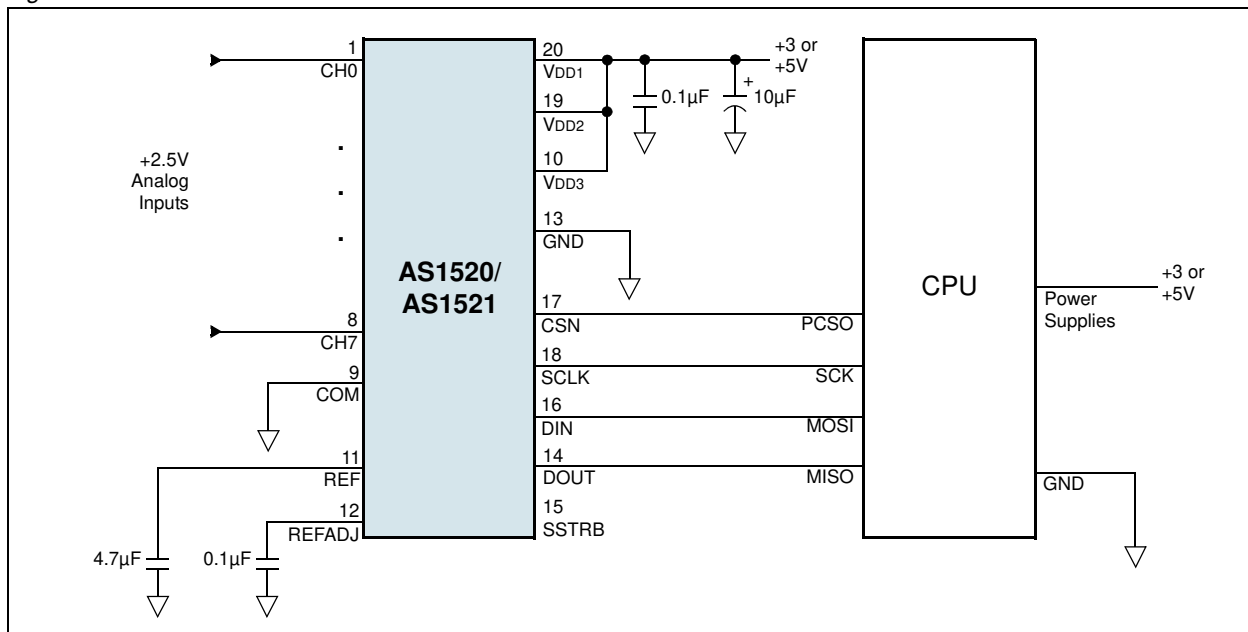 1
CH0
+2.5V
Analog
Inputs
8
CH7
9
COM
11
REF
12
REFADJ
4.7µF
0.1µF
AS1520/
AS1521
20
VDD1
19
VDD2
10
VDD3
13
GND
17
CSN
18
SCLK
16
DIN
14
DOUT
15
SSTRB
0.1µF
+
10µF
+3 or
+5V
CPU
PCSO
SCK
MOSI
MISO
Power
Supplies
+3 or
+5V
GND